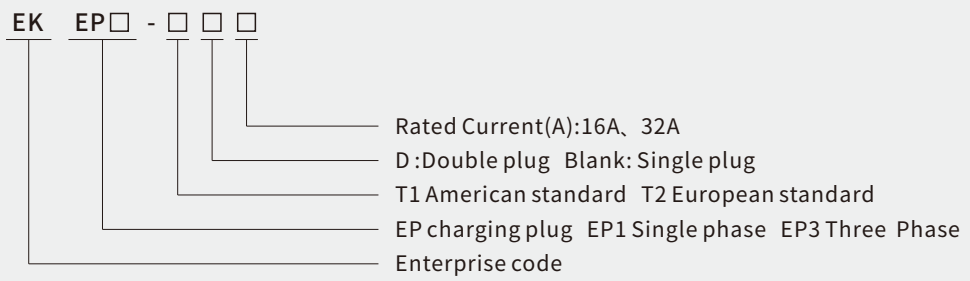 EK EP□ - □ □ □
Rated Current(A):16A、32A
D:Double plug Blank: Single plug
T1 American standard T2 European standard
EP charging plug EP1 Single phase EP3 Three Phase
Enterprise code